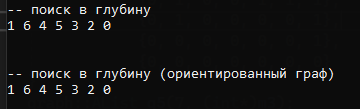 -- поиск в глубину
1 6 4 5 3 2 0
-- поиск в глубину (ориентированный граф)
1 6 4 5 3 2 0